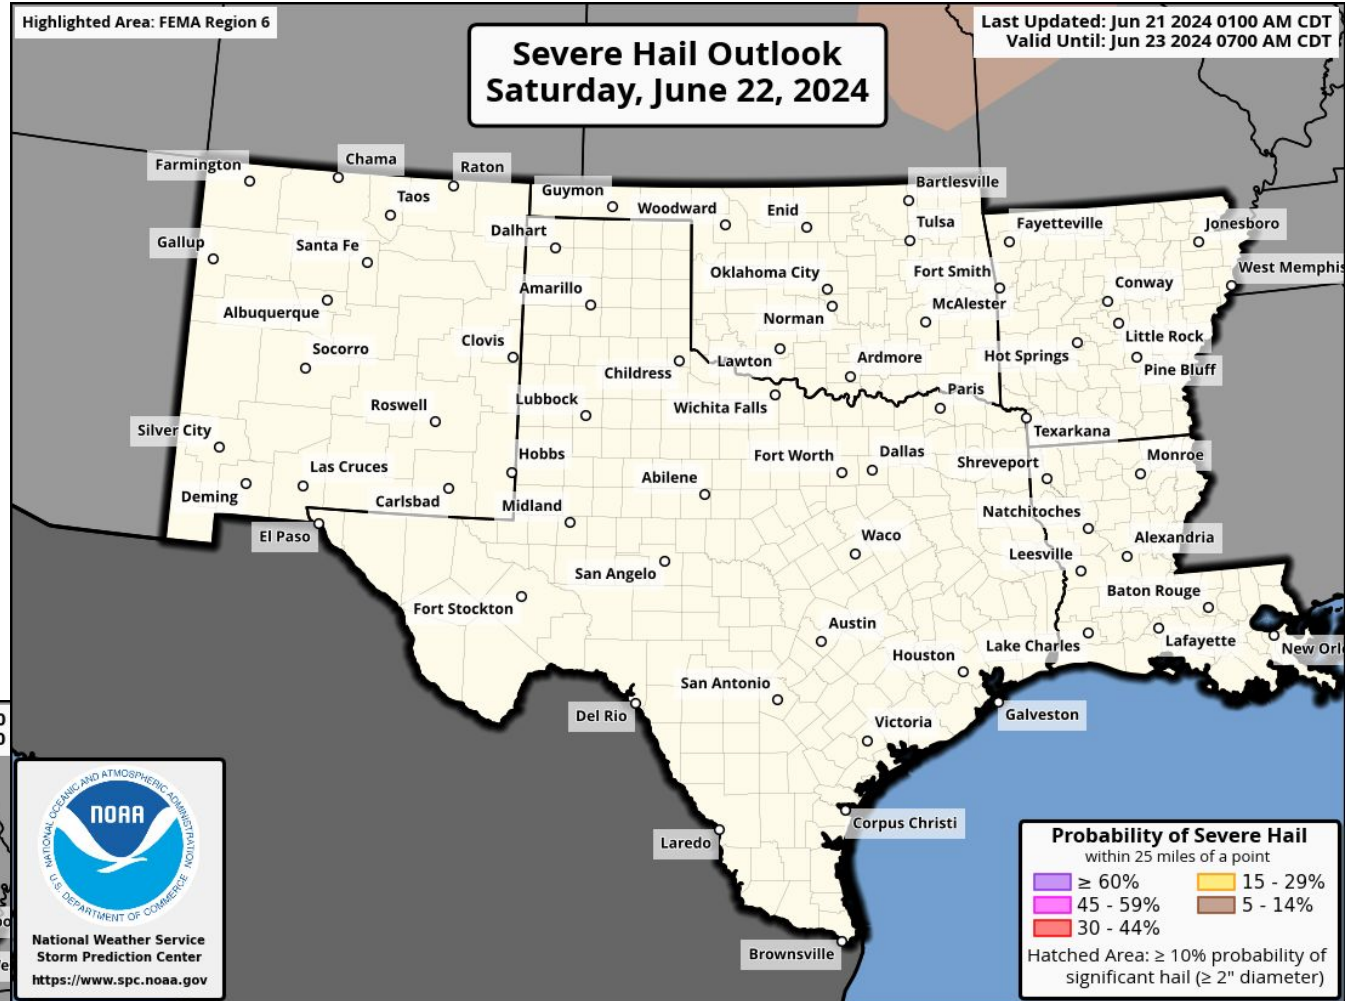 Highlighted Area: FEMA Region 6
Severe Hail Outlook
Saturday, June 22, 2024
Last Updated: Jun 21 2024 0100 AM CDT
Valid Until: Jun 23 2024 0700 AM CDT
Farmington
Chama
Raton
Taos
Guymon
Woodward
Enid
Bartlesville
Tulsa
Fayetteville
Jonesboro
Gallup
Santa Fe
Dalhart
Oklahoma City
Fort Smith
West Memphis
Amarillo
McAlester
Conway
Albuquerque
Norman
Little Rock
Socorro
Clovis
Childress
Lawton
Ardmore
Hot Springs
Pine Bluff
Roswell
Lubbock
Wichita Falls
Paris
Texarkana
Silver City
Las Cruces
Hobbs
Abilene
Fort Worth
Dallas
Shreveport
Monroe
Deming
Carlsbad
Midland
Natchitoches
El Paso
Waco
Alexandria
San Angelo
Leesville
Fort Stockton
Baton Rouge
Austin
Lake Charles
Lafayette
New Orl
Houston
San Antonio
Del Rio
Victoria
Galveston
Laredo
Corpus Christi
Brownsville
NATIONAL OCEANIC AND ATMOSPHERIC ADMINISTRATION
NOAA
U.S. DEPARTMENT OF COMMERCE
National Weather Service
Storm Prediction Center
https://www.spc.noaa.gov
Probability of Severe Hail
within 25 miles of a point
≥ 60%
15 - 29%
45 - 59%
5 - 14%
30 - 44%
Hatched Area: ≥ 10% probability of
significant hail (≥ 2" diameter)